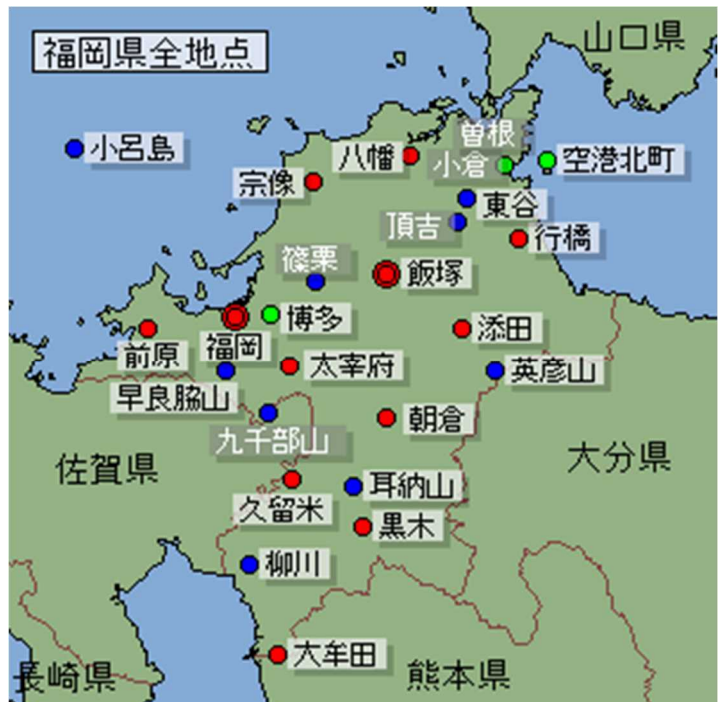 福岡県全地点
山口県
小呂島
八幡
曽根
小倉
空港北町
宗像
東谷
頂吉
行橋
篠栗
飯塚
博多
添田
前原
福岡
太宰府
英彦山
早良脇山
朝倉
九千部山
佐賀県
大分県
久留米
耳納山
黒木
柳川
大牟田
長崎県
熊本県